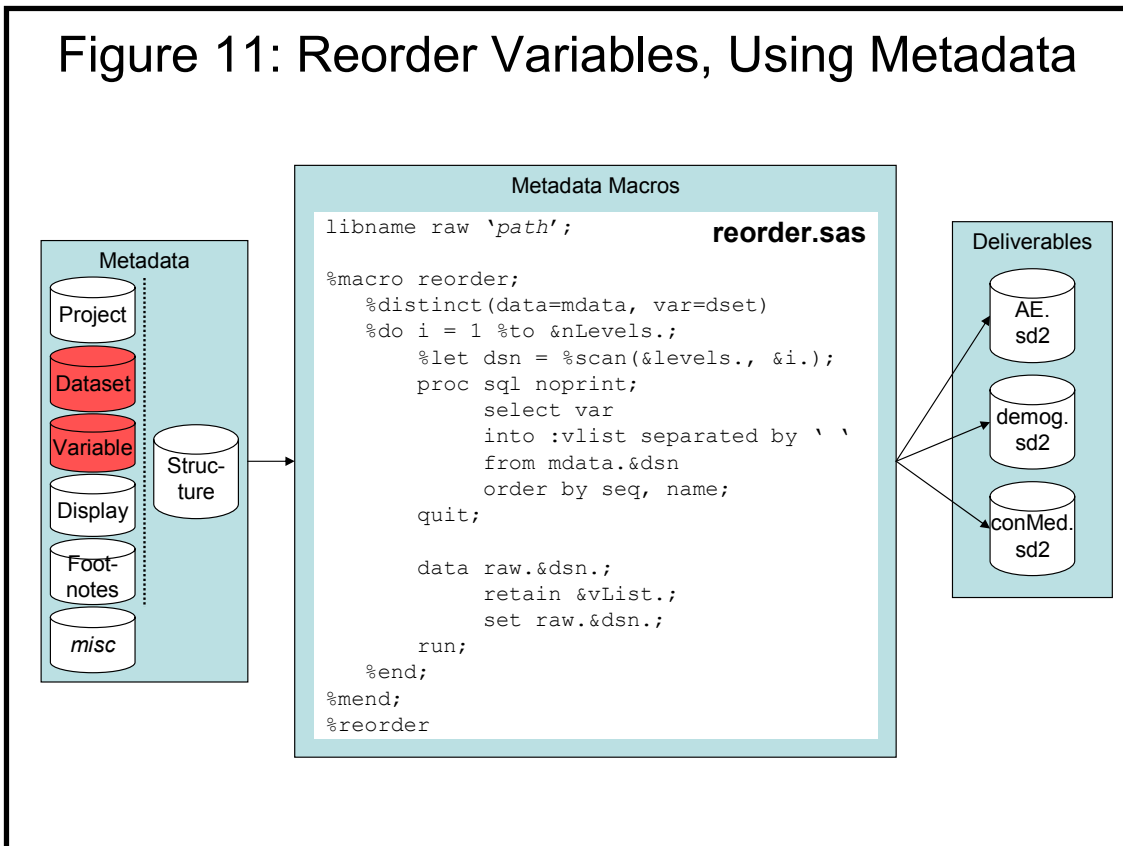 Figure 11: Reorder Variables, Using Metadata
Metadata
Project
Dataset
Variable
Display
Foot-
notes
misc
Struc-
ture
Metadata Macros
reorder.sas
libname raw ‘path’;
%macro reorder;
%distinct(data=mdata, var=dset)
%do i = 1 %to &nLevels.;
%let dsn = %scan(&levels., &i.);
proc sql noprint;
select var
into :vlist separated by ‘ ‘
from mdata.&dsn
order by seq, name;
quit;
data raw.&dsn.;
retain &vList.;
set raw.&dsn.;
run;
%end;
%mend;
%reorder
Deliverables
AE.
sd2
demog.
sd2
conMed.
sd2